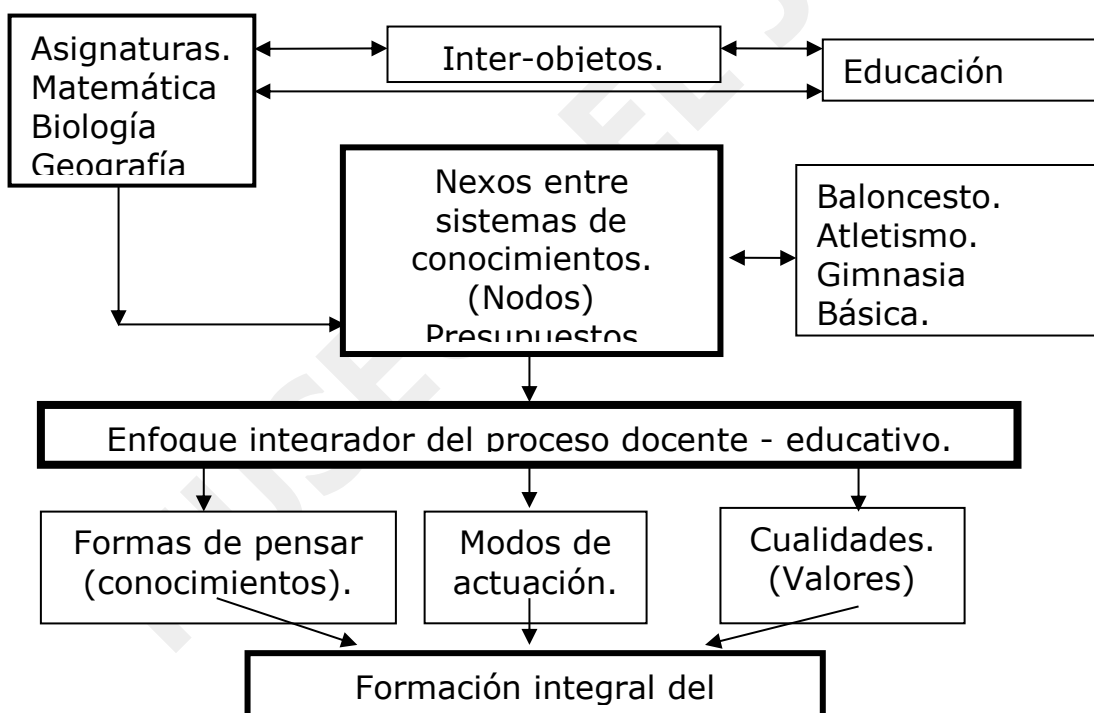 Asignaturas.
Matemática
Biología
Geografía
Inter-objetos.
Educación
Nexos entre
sistemas de
conocimientos.
(Nodos)
Presupuestos
Baloncesto.
Atletismo.
Gimnasia
Básica.
Enfoque integrador del proceso docente - educativo.
Formas de pensar
(conocimientos).
Modos de
actuación.
Cualidades.
(Valores)
Formación integral del